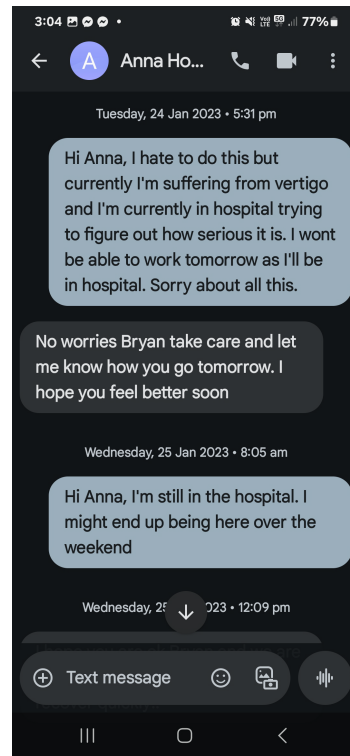 3:04
77%
A
Anna Ho...
Tuesday, 24 Jan 2023 • 5:31 pm
Hi Anna, I hate to do this but
currently I'm suffering from vertigo
and I'm currently in hospital trying
to figure out how serious it is. I wont
be able to work tomorrow as I'll be
in hospital. Sorry about all this.
No worries Bryan take care and let
me know how you go tomorrow. I
hope you feel better soon
Wednesday, 25 Jan 2023 • 8:05 am
Hi Anna, I'm still in the hospital. I
might end up being here over the
weekend
Wednesday, 25 023 • 12:09 pm
Text message